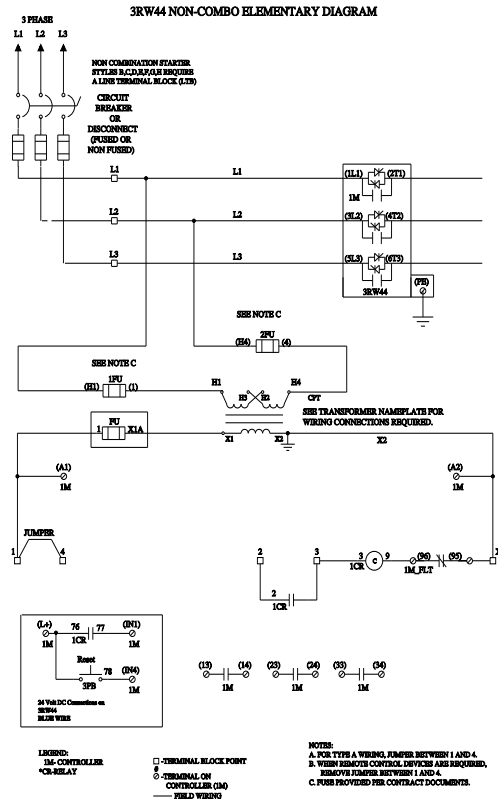 3RW44 NON-COMBO ELEMENTARY DIAGRAM
3 PHASE
L1 L2 L3
NON COMBINATION STARTER
STYLES B,C,D,E,F,G,H REQUIRE
A LINE TERMINAL BLOCK (LTB)
CIRCUIT
BREAKER
OR
DISCONNECT
(FUSED OR
NON FUSED)
L1 L1 (1L1) (2T1)
1M
L2 L2 (3L2) (4T2)
L3 L3 (5L3) (6T3)
3RW44
(PE)
SEE NOTE C
2FU
(H4) (4)
SEE NOTE C
1FU
(H1) (1)
H1 H3 H2 H4
CPT
SEE TRANSFORMER NAMEPLATE FOR
WIRING CONNECTIONS REQUIRED.
FU
1 X1A
X1 X2 X2
(A1) (A2)
1M 1M
JUMPER
1 4 2 3 3 C 9 (96) (95)
1CR 1M_FLT
2
1CR
(L+) 76 77 (IN1)
1M 1CR 1M
Reset 78 (IN4)
3PB 1M
24 Volt DC Connections on
3RW44
BLUE WIRE
(13) (14) (23) (24) (33) (34)
1M 1M 1M
LEGEND:
1M- CONTROLLER
*CR-RELAY
-TERMINAL BLOCK POINT
#
-TERMINAL ON
CONTROLLER (1M)
FIELD WIRING
NOTES:
A. FOR TYPE A WIRING, JUMPER BETWEEN 1 AND 4.
B. WHEN REMOTE CONTROL DEVICES ARE REQUIRED,
REMOVE JUMPER BETWEEN 1 AND 4.
C. FUSE PROVIDED PER CONTRACT DOCUMENTS.